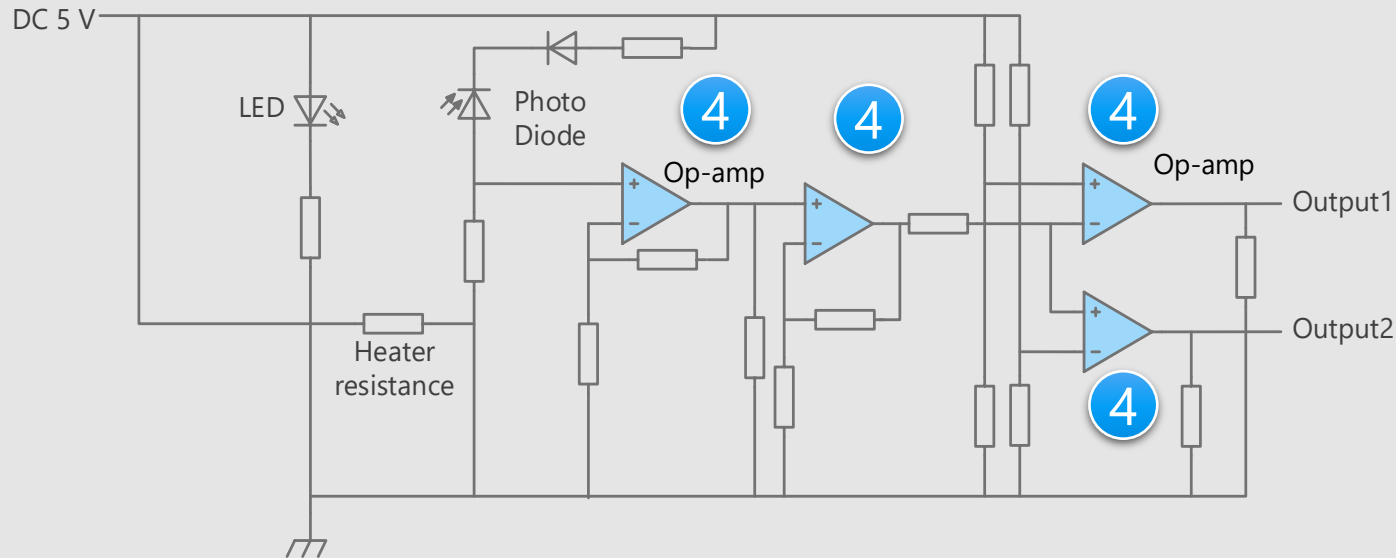 DC 5 V
LED
Photo
Diode
4
4
4
Op-amp
Op-amp
+
−
+
−
+
−
Output1
+
−
Output2
Heater
resistance
4